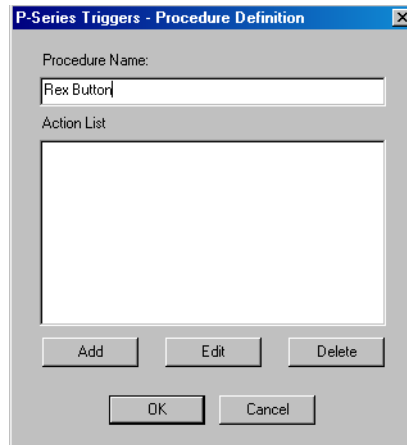 P-Series Triggers - Procedure Definition
Procedure Name:
Rex Button
Action List
Add Edit Delete
OK Cancel